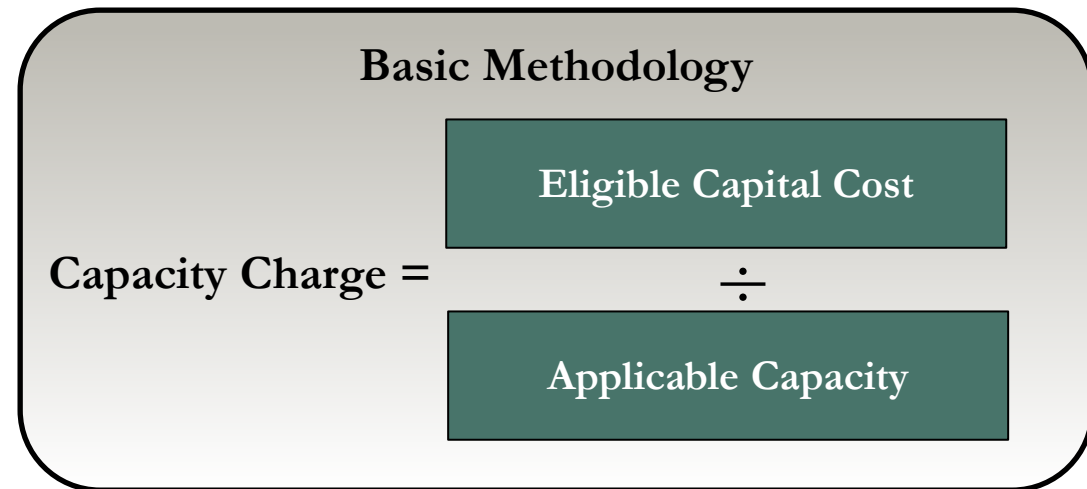 Basic Methodology
Eligible Capital Cost
Capacity Charge =
÷
Applicable Capacity